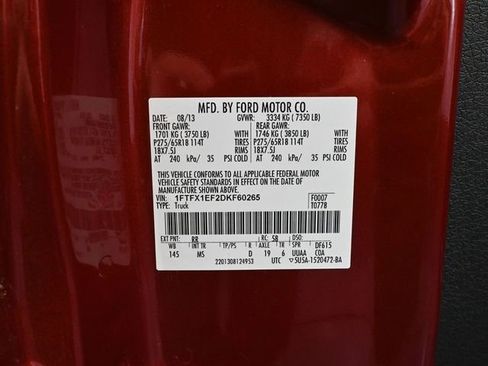 MFD. BY FORD MOTOR CO.
DATE: 08/13 GVWR: 3334 KG ( 7350 LB)
FRONT GAWR: REAR GAWR:
1701 KG ( 3750 LB) WITH 1746 KG ( 3850 LB) WITH
P275/65R18 114T TIRES P275/65R18 114T TIRES
18X7.5J RIMS 18X7.5J RIMS
AT 240 kPa/ 35 PSI COLD AT 240 kPa/ 35 PSI COLD
THIS VEHICLE CONFORMS TO ALL APPLICABLE FEDERAL MOTOR
VEHICLE SAFETY STANDARDS IN EFFECT ON THE DATE OF
MANUFACTURE SHOWN ABOVE.
VIN: 1FTFX1EF2DKF60265 F0007
TYPE: Truck T0778
EXT PNT: RR RC: 58 DSO:
WB INT TR TP/PS R AXLE TR SPR DF615
145 MS D 19 6 UUAA COA
2201308124953 UTC ▽ 5U5A-1520472-BA